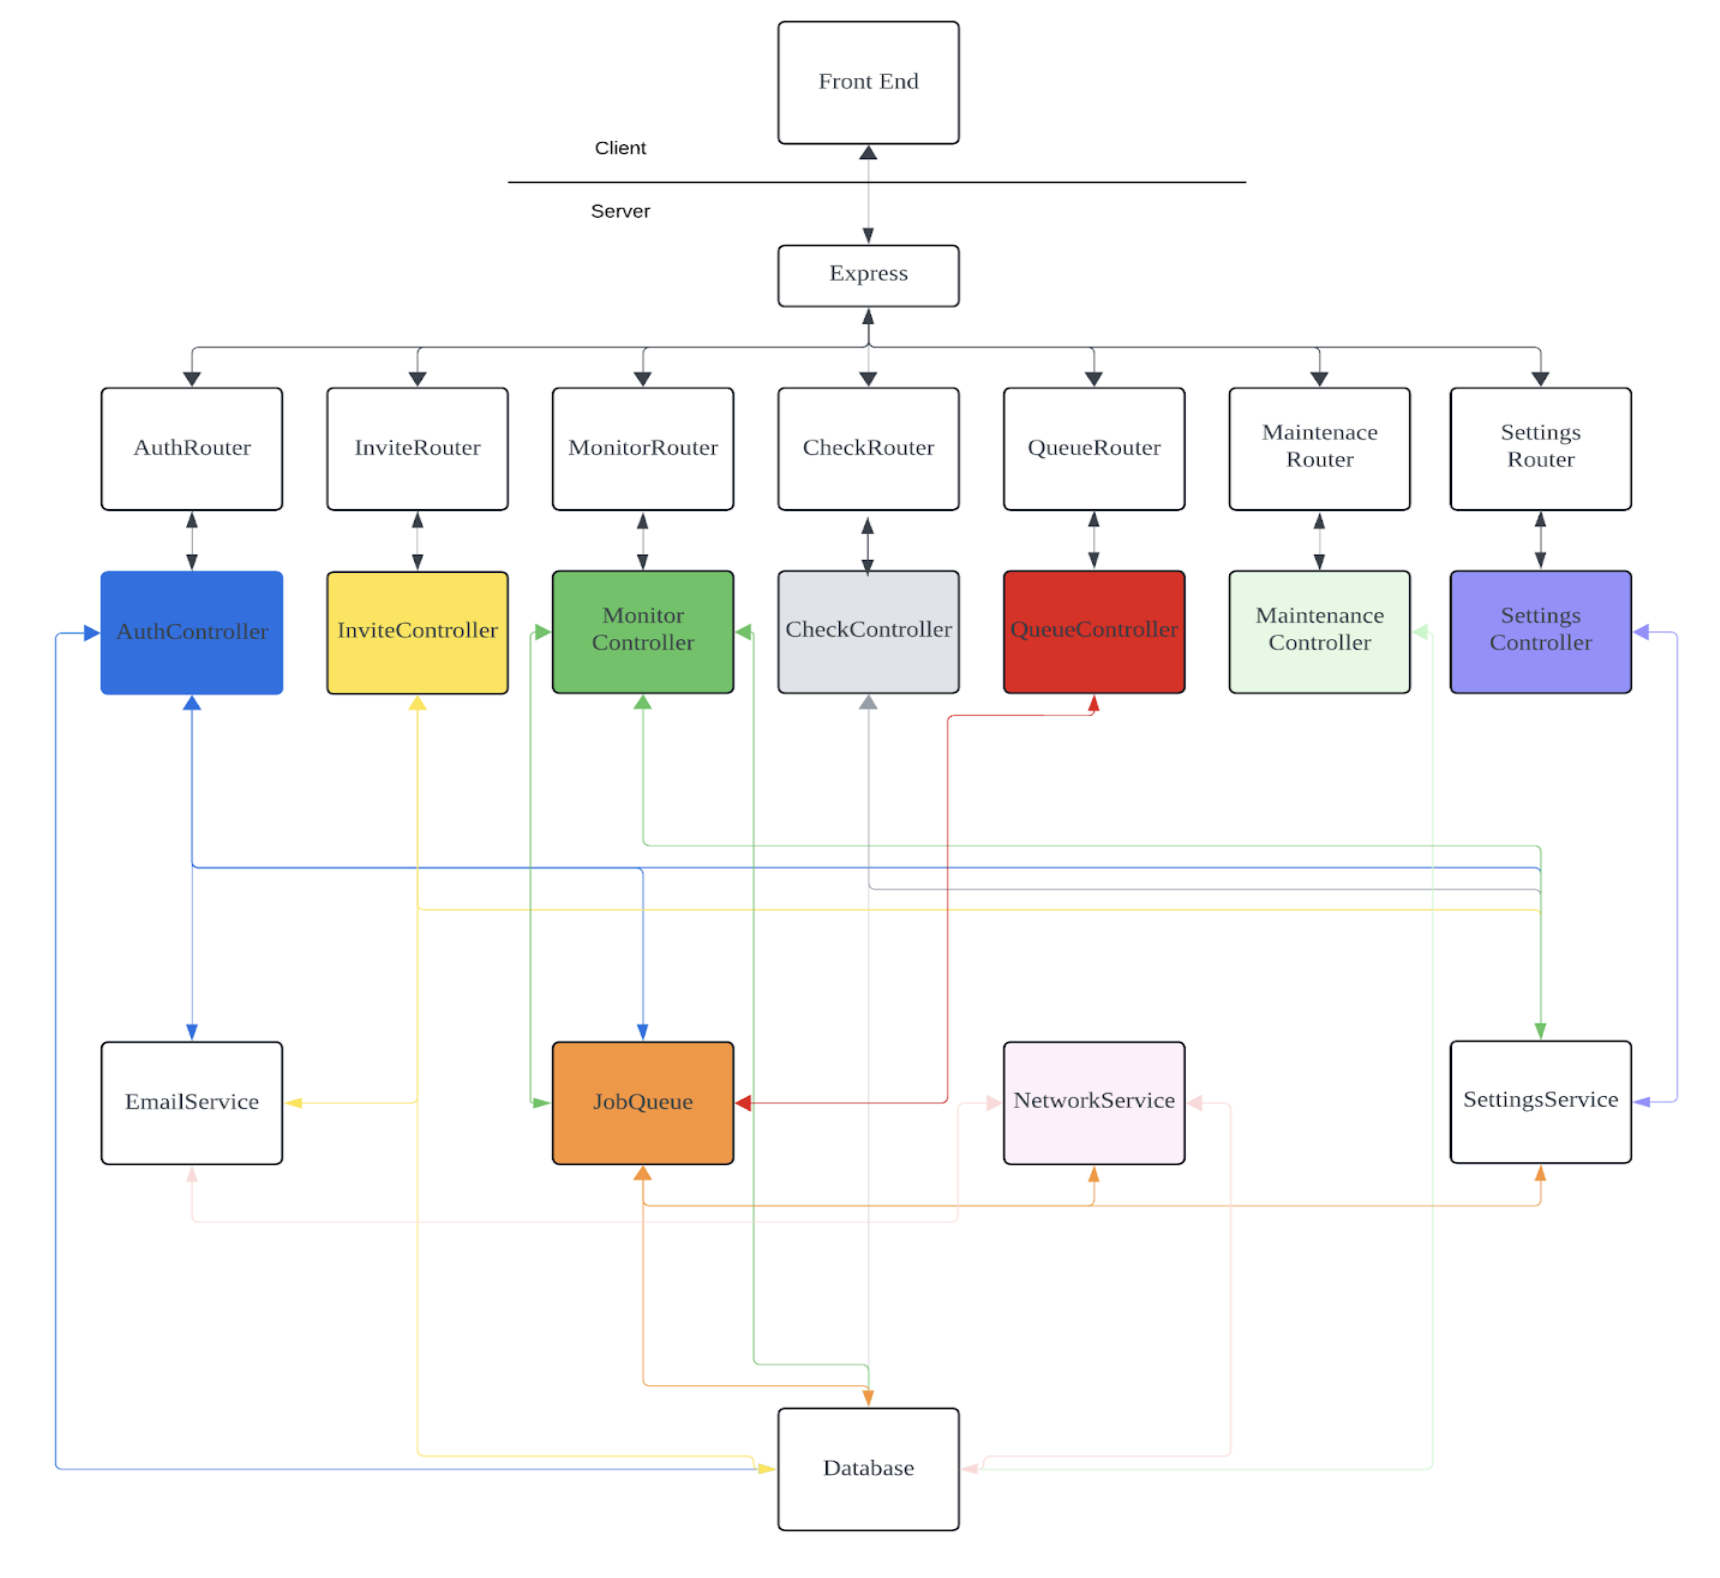 Front End
Client
Server
Express
AuthRouter
InviteRouter
MonitorRouter
CheckRouter
QueueRouter
Maintenace
Router
Settings
Router
AuthController
InviteController
Monitor
Controller
CheckController
QueueController
Maintenance
Controller
Settings
Controller
EmailService
JobQueue
NetworkService
SettingsService
Database